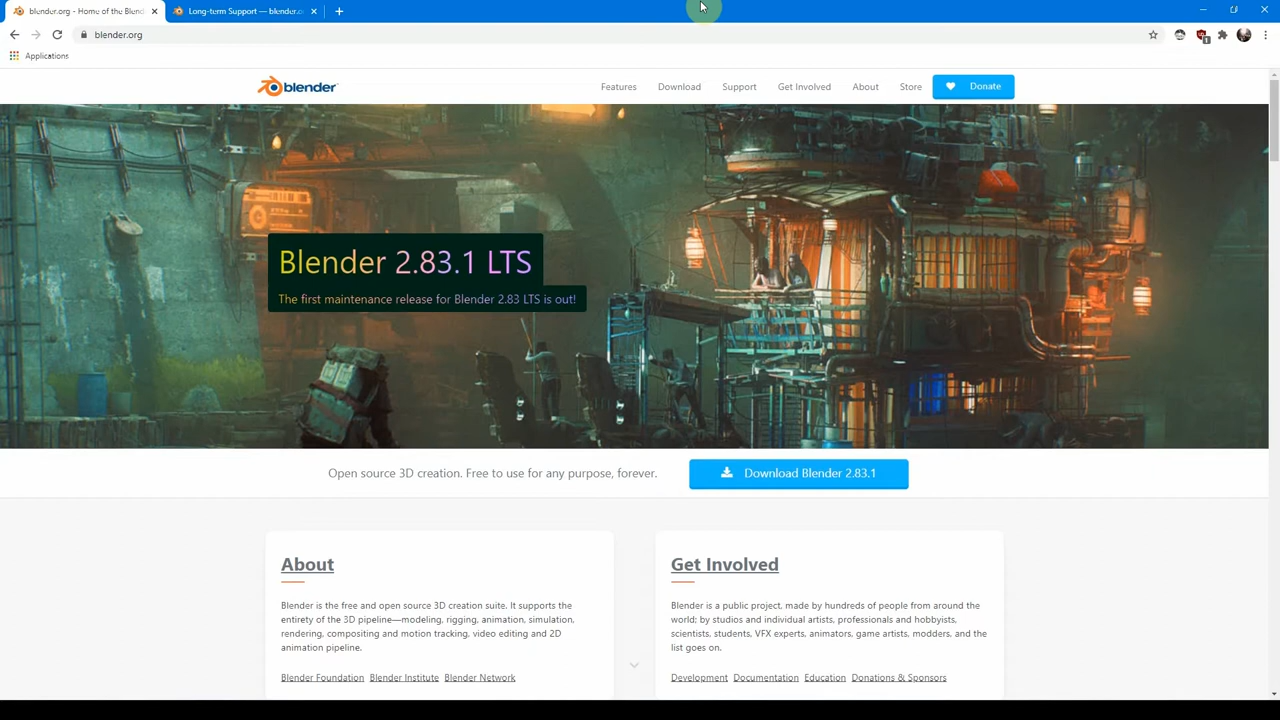 blender.org - Home of the Blend
Long-term Support — blender.o
blender.org
Applications
1
blender
Features
Download
Support
Get Involved
About
Store
Donate
Blender 2.83.1 LTS
The first maintenance release for Blender 2.83 LTS is out!
Open source 3D creation. Free to use for any purpose, forever.
Download Blender 2.83.1
About
Blender is the free and open source 3D creation suite. It supports the
entirety of the 3D pipeline—modeling, rigging, animation, simulation,
rendering, compositing and motion tracking, video editing and 2D
animation pipeline.
Blender Foundation Blender Institute Blender Network
Get Involved
Blender is a public project, made by hundreds of people from around the
world; by studios and individual artists, professionals and hobbyists,
scientists, students, VFX experts, animators, game artists, modders, and the
list goes on.
Development Documentation Education Donations & Sponsors